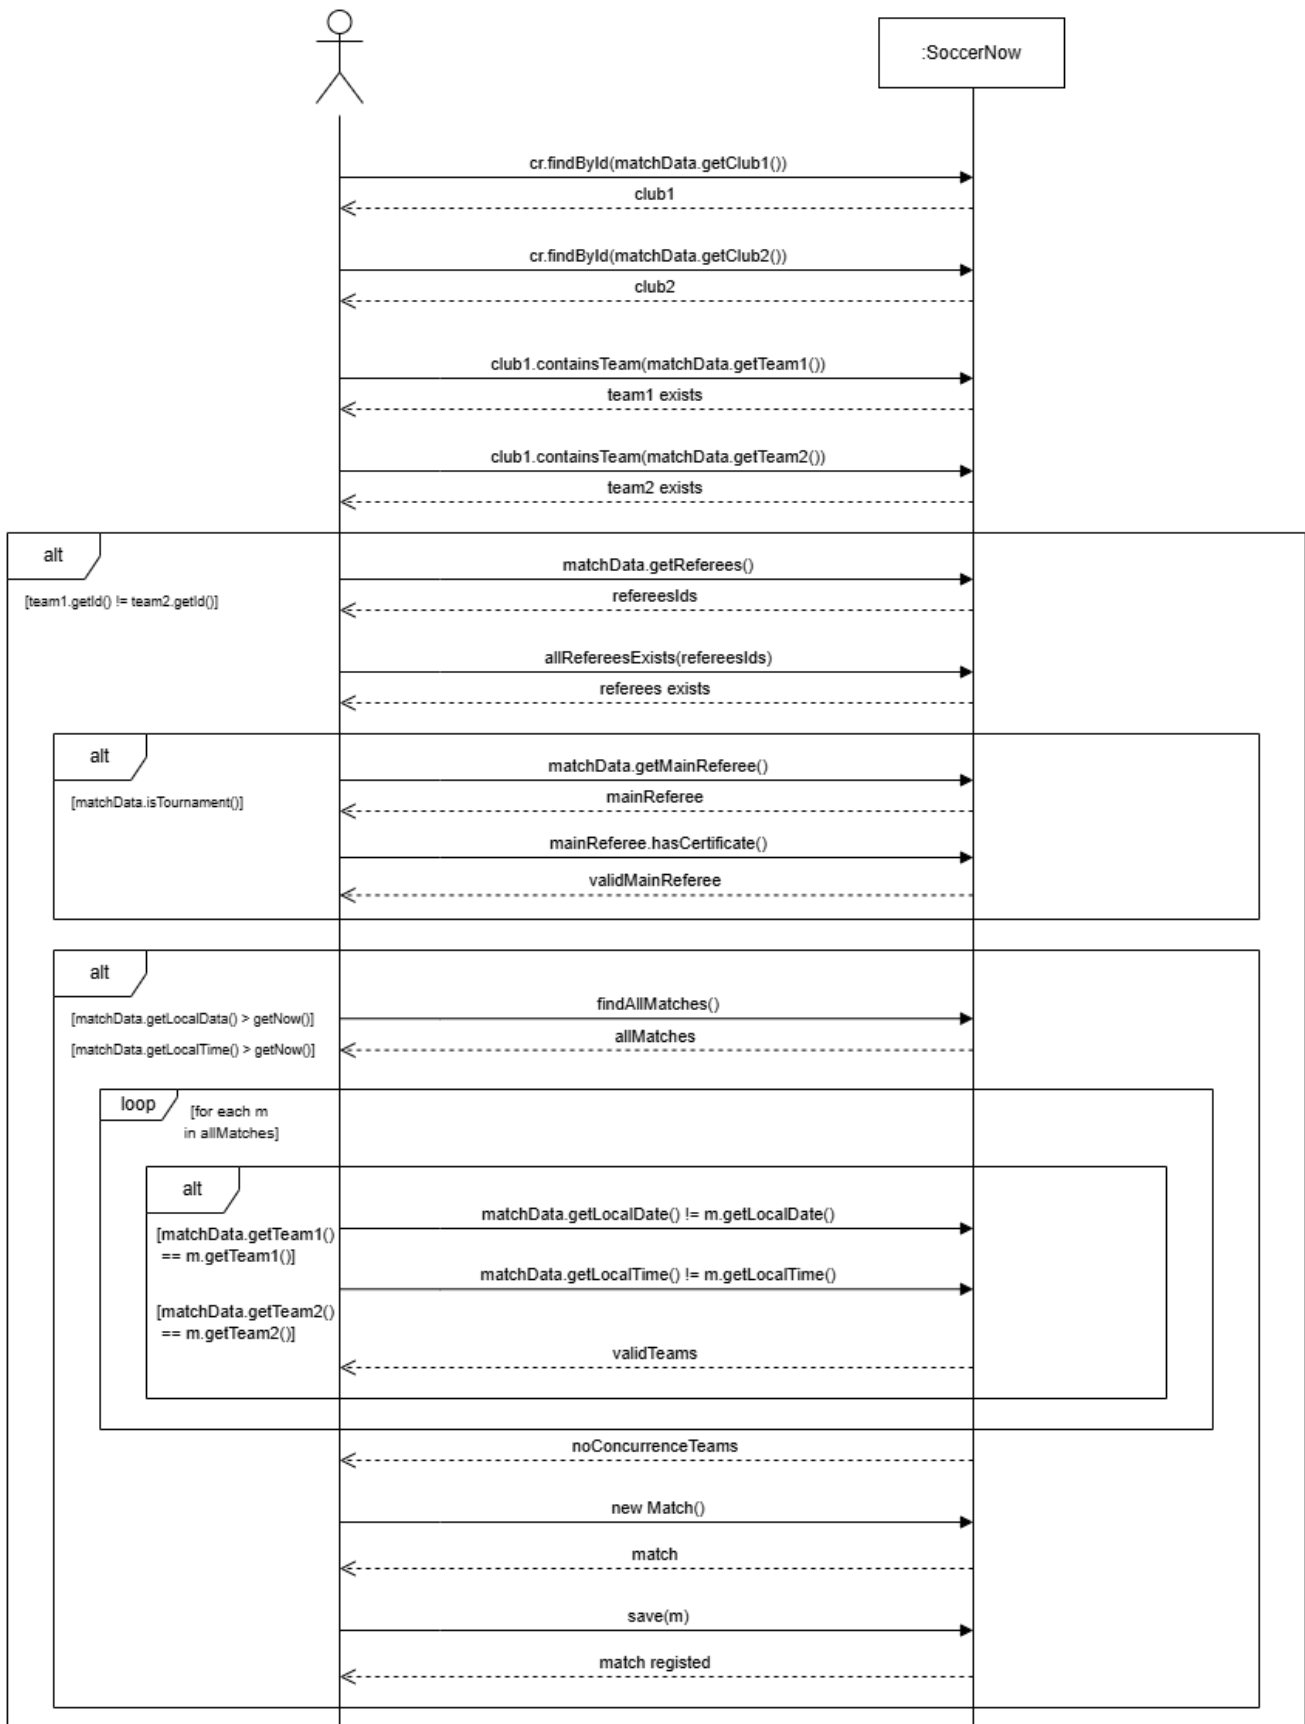 :SoccerNow
cr.findById(matchData.getClub1())
club1
cr.findById(matchData.getClub2())
club2
club1.containsTeam(matchData.getTeam1())
team1 exists
club1.containsTeam(matchData.getTeam2())
team2 exists
alt
[team1.getId() != team2.getId()]
matchData.getReferees()
refereesIds
allRefereesExists(refereesIds)
referees exists
alt
[matchData.isTournament()]
matchData.getMainReferee()
mainReferee
mainReferee.hasCertificate()
validMainReferee
alt
[matchData.getLocalData() > getNow()]
[matchData.getLocalTime() > getNow()]
findAllMatches()
allMatches
loop
[for each m
in allMatches]
alt
[matchData.getTeam1()
== m.getTeam1()]
matchData.getLocalDate() != m.getLocalDate()
matchData.getLocalTime() != m.getLocalTime()
[matchData.getTeam2()
== m.getTeam2()]
validTeams
noConcurrenceTeams
new Match()
match
save(m)
match registed